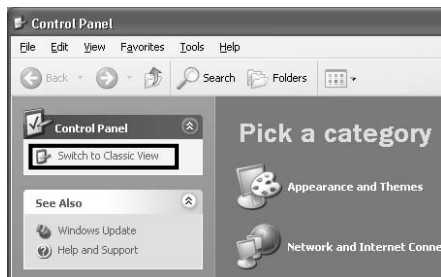 Control Panel
File Edit View Favorites Tools Help
Back Search Folders
Control Panel
Switch to Classic View
See Also
Windows Update
Help and Support
Pick a category
Appearance and Themes
Network and Internet Conne